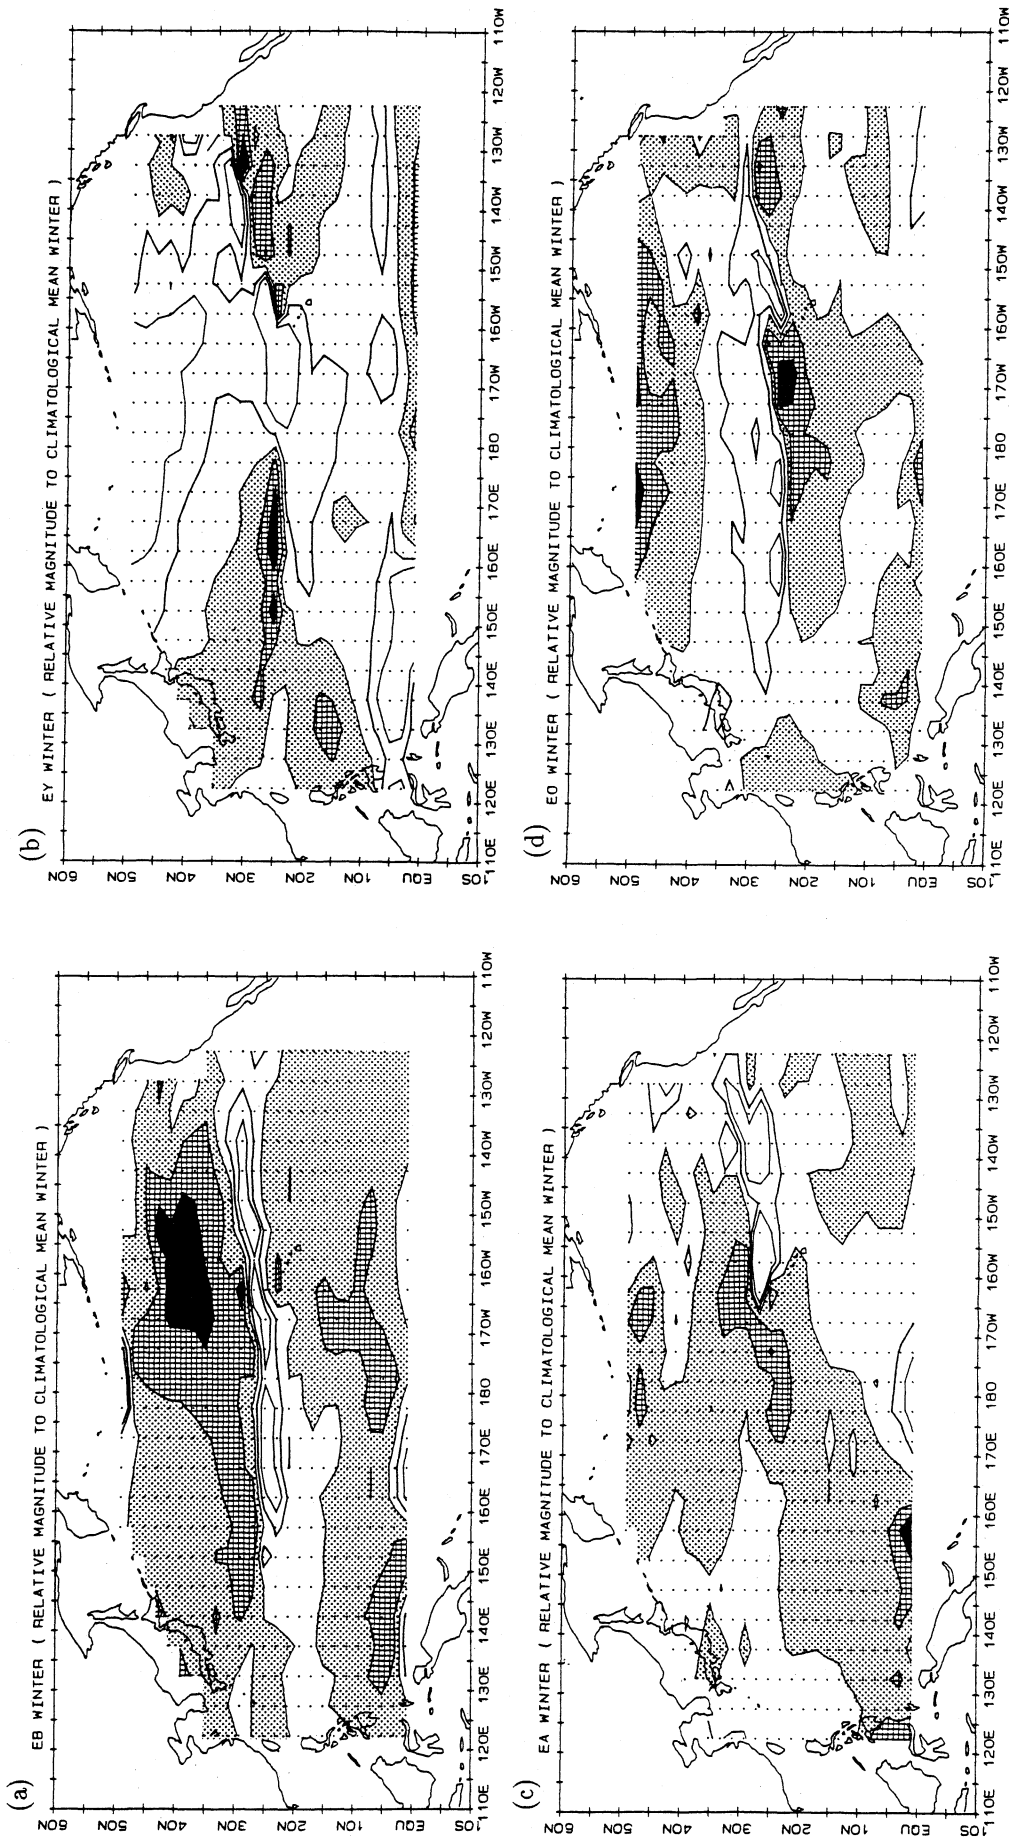 (a)
EB WINTER ( RELATIVE MAGNITUDE TO CLIMATOLOGICAL MEAN WINTER )
60N
50N
40N
30N
20N
10N
EQU
10S
110E 120E 130E 140E 150E 160E 170E 180 170W 160W 150W 140W 130W 120W 110W
(b)
EY WINTER ( RELATIVE MAGNITUDE TO CLIMATOLOGICAL MEAN WINTER )
60N
50N
40N
30N
20N
10N
EQU
10S
110E 120E 130E 140E 150E 160E 170E 180 170W 160W 150W 140W 130W 120W 110W
(c)
EA WINTER ( RELATIVE MAGNITUDE TO CLIMATOLOGICAL MEAN WINTER )
60N
50N
40N
30N
20N
10N
EQU
10S
110E 120E 130E 140E 150E 160E 170E 180 170W 160W 150W 140W 130W 120W 110W
(d)
EO WINTER ( RELATIVE MAGNITUDE TO CLIMATOLOGICAL MEAN WINTER )
60N
50N
40N
30N
20N
10N
EQU
10S
110E 120E 130E 140E 150E 160E 170E 180 170W 160W 150W 140W 130W 120W 110W